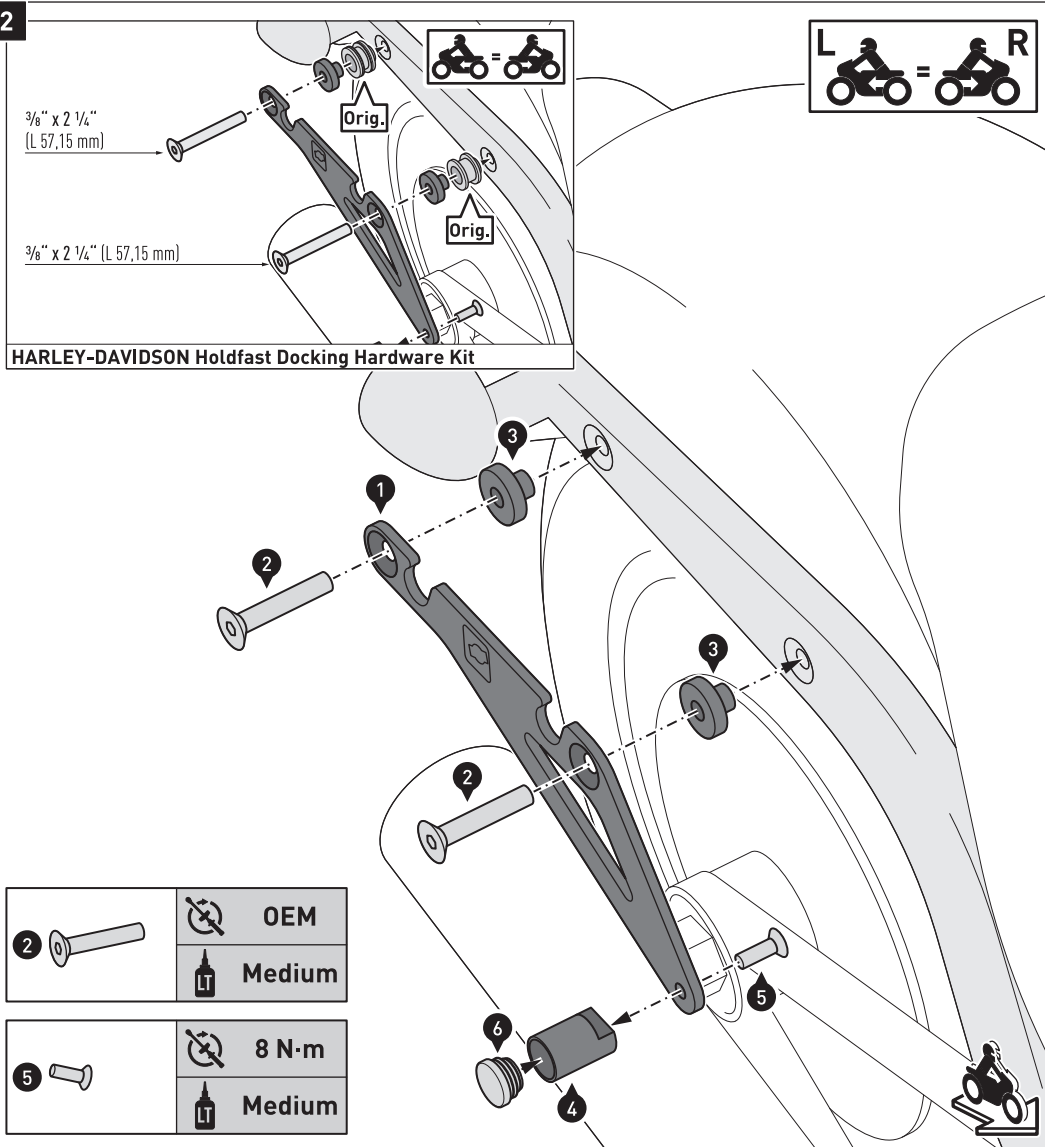 2
3/8“ x 2 1/4“
(L 57,15 mm)
Orig.
3/8“ x 2 1/4“ (L 57,15 mm)
Orig.
=
HARLEY-DAVIDSON Holdfast Docking Hardware Kit
L = R
3
1
2
3
2
2
OEM
LT Medium
5
8 N·m
LT Medium
5
6
4